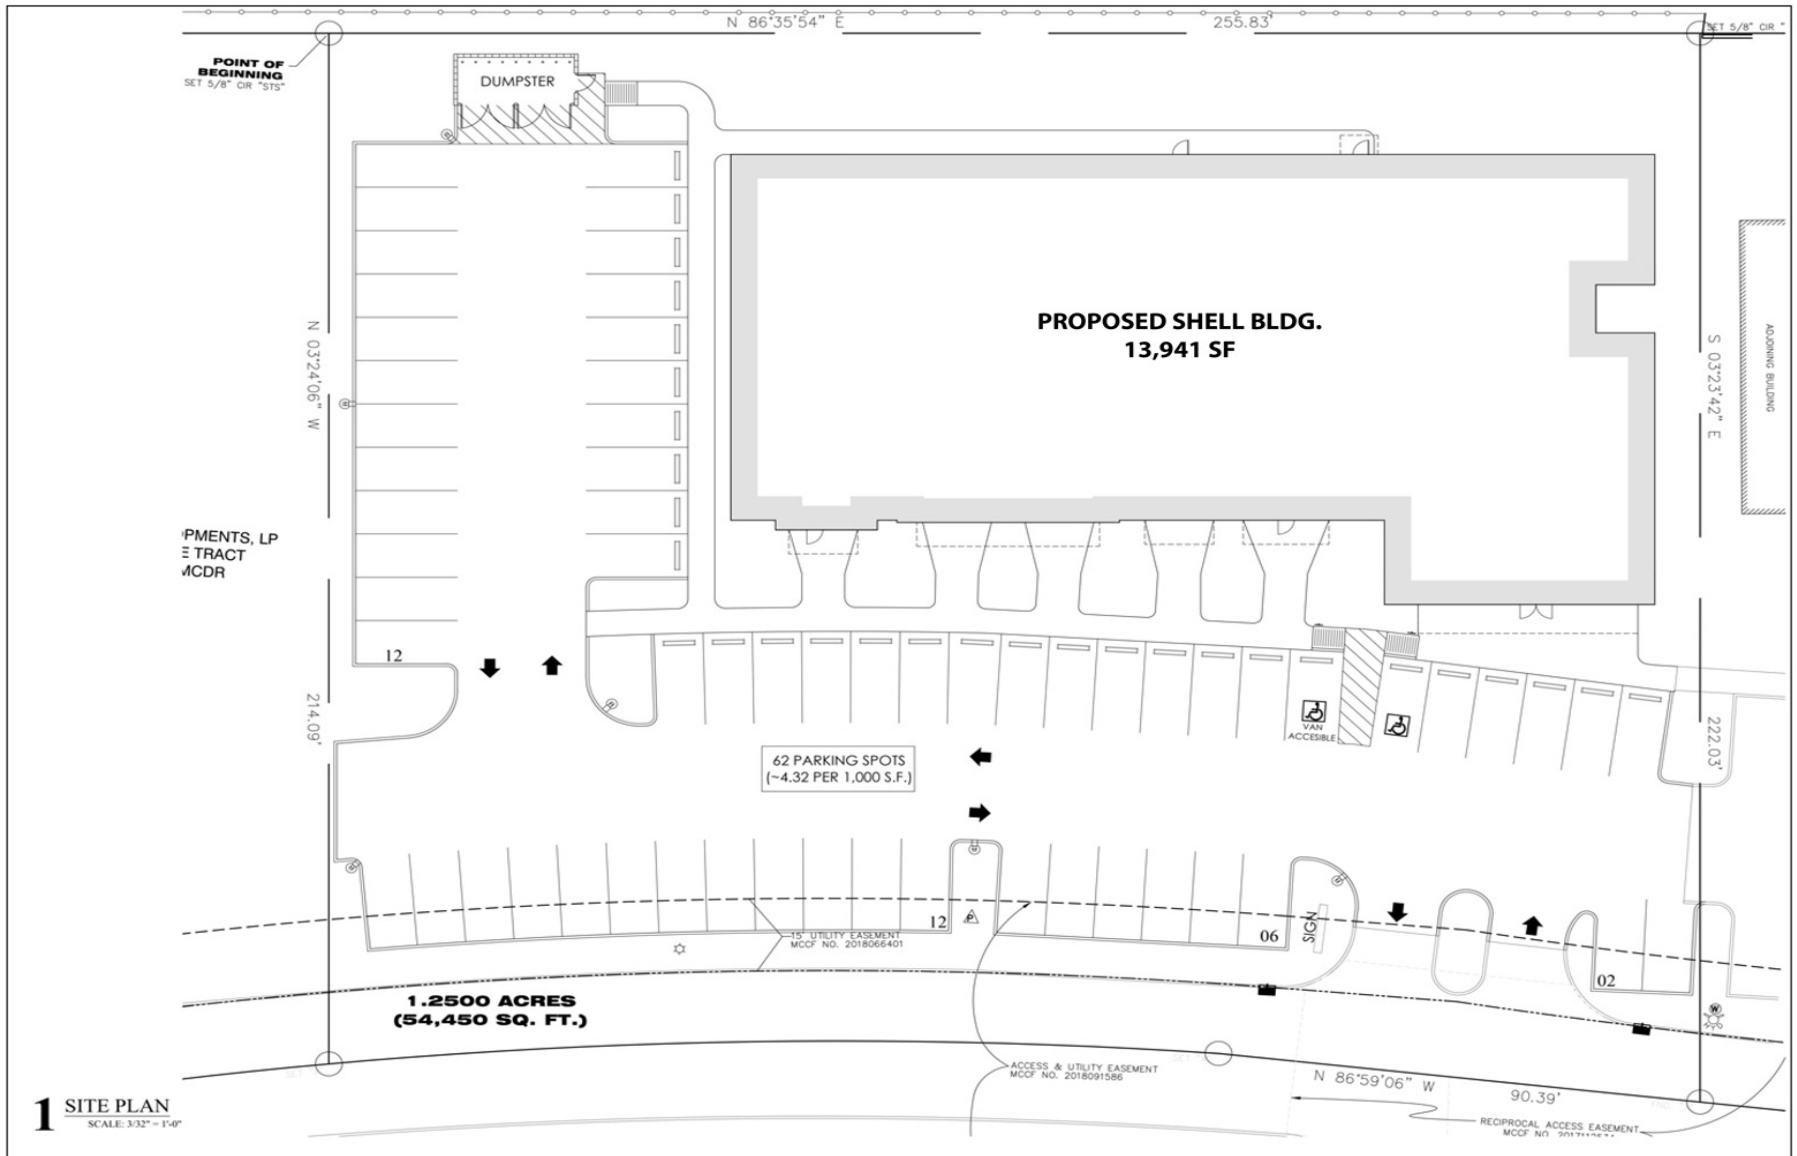 N 86°35'54" E
255.83'
SET 5/8" CIR "
POINT OF
BEGINNING
SET 5/8" CIR "STS"
DUMPSTER
PROPOSED SHELL BLDG.
13,941 SF
ADJOINING BUILDING
N 03°24'06" W
S 03°23'42" E
PMENTS, LP
E TRACT
MCDR
12
214.09'
222.03'
VAN
ACCESIBLE
62 PARKING SPOTS
(~4.32 PER 1,000 S.F.)
12
P
06
SIGN
02
W
15' UTILITY EASEMENT
MCCF NO. 2018066401
1.2500 ACRES
(54,450 SQ. FT.)
ACCESS & UTILITY EASEMENT
MCCF NO. 2018091586
N 86°59'06" W
90.39'
RECIPROCAL ACCESS EASEMENT
MCCF NO.
1 SITE PLAN
SCALE: 3/32" = 1'-0"